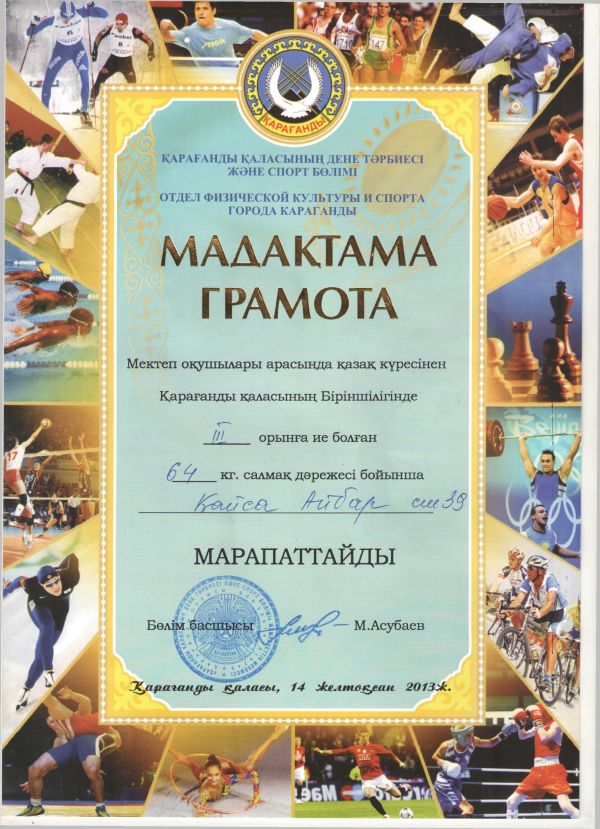 ҚАРАҒАНДЫ
ҚАРАҒАНДЫ ҚАЛАСЫНЫҢ ДЕНЕ ТӘРБИЕСІ
ЖӘНЕ СПОРТ БӨЛІМІ
ОТДЕЛ ФИЗИЧЕСКОЙ КУЛЬТУРЫ И СПОРТА
ГОРОДА КАРАГАНДЫ
МАДАҚТАМА
ГРАМОТА
Мектеп оқушылары арасында қазақ күресінен
Қарағанды қаласының Біріншілігінде
III орынға ие болған
64 кг. салмақ дәрежесі бойынша
Қайса Айбар сш 39
МАРАПАТТАЙДЫ
Бөлім басшысы М.Асубаев
Қарағанды қаласы, 14 желтоқсан 2013ж.